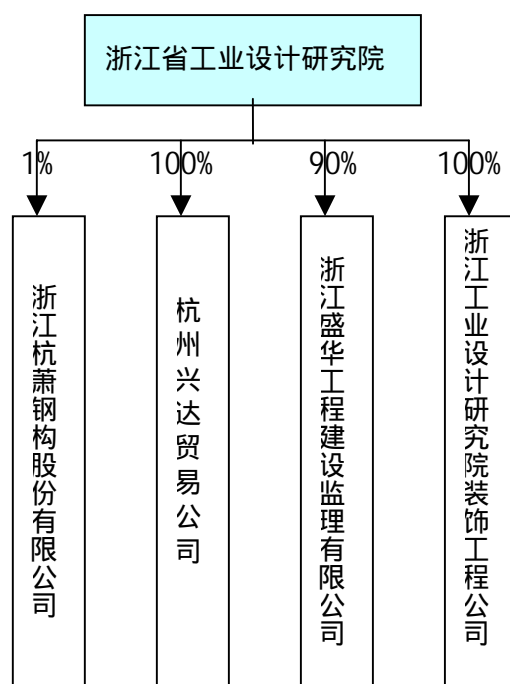 浙江省工业设计研究院
1% 100% 90% 100%
浙江杭萧钢构股份有限公司
杭州兴达贸易公司
浙江盛华工程建设监理有限公司
浙江工业设计研究院装饰工程公司